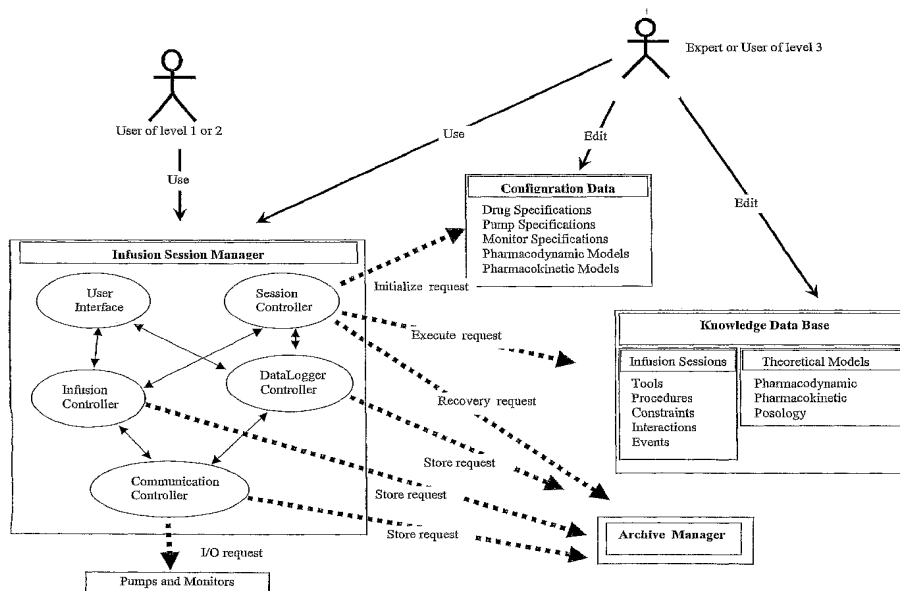 Expert or User of level 3
User of level 1 or 2
Use
Use
Edit
Edit
Configuration Data
Drug Specifications
Pump Specifications
Monitor Specifications
Pharmacodynamic Models
Pharmacokinetic Models
Infusion Session Manager
User
Interface
Session
Controller
Infusion
Controller
DataLogger
Controller
Communication
Controller
Initialize request
Execute request
Recovery request
Store request
Store request
Store request
I/O request
Knowledge Data Base
Infusion Sessions
Tools
Procedures
Constraints
Interactions
Events
Theoretical Models
Pharmacodynamic
Pharmacokinetic
Posology
Archive Manager
Pumps and Monitors